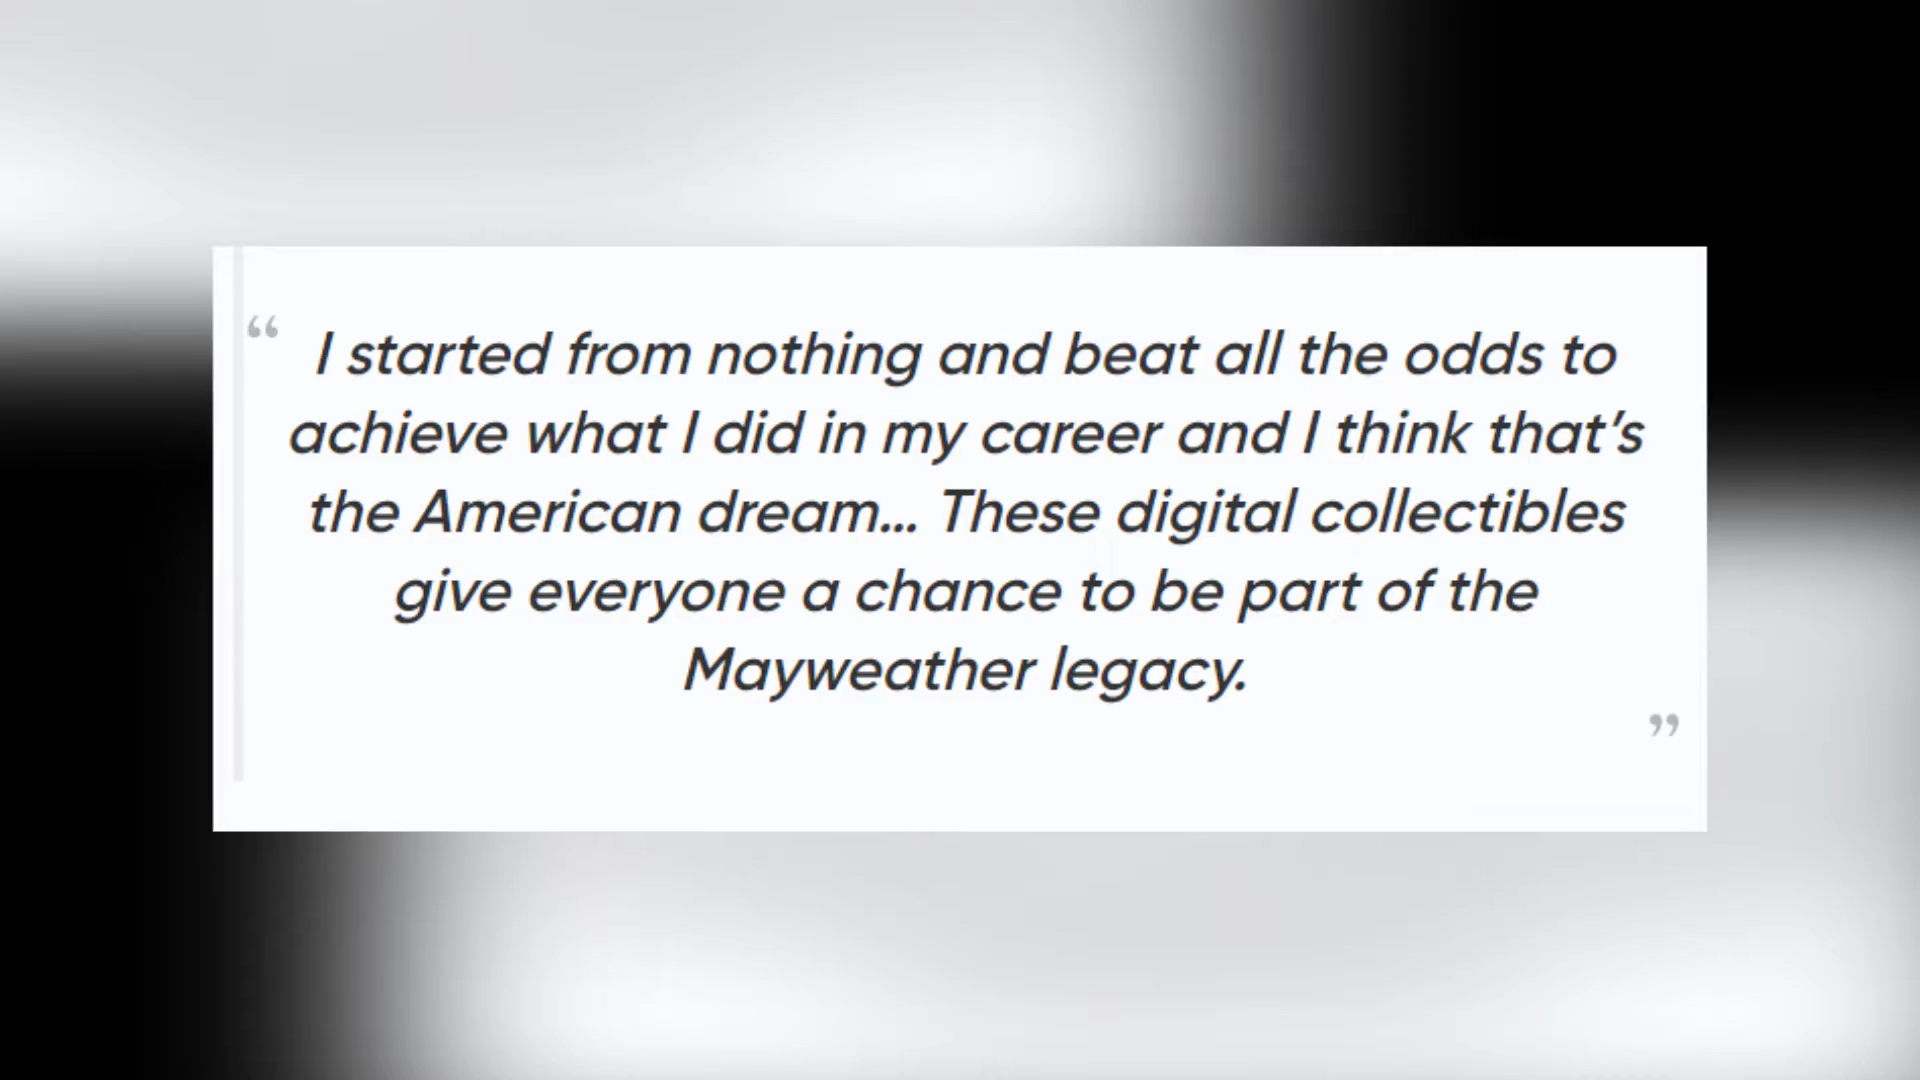 “ I started from nothing and beat all the odds to
achieve what I did in my career and I think that’s
the American dream... These digital collectibles
give everyone a chance to be part of the
Mayweather legacy.
”